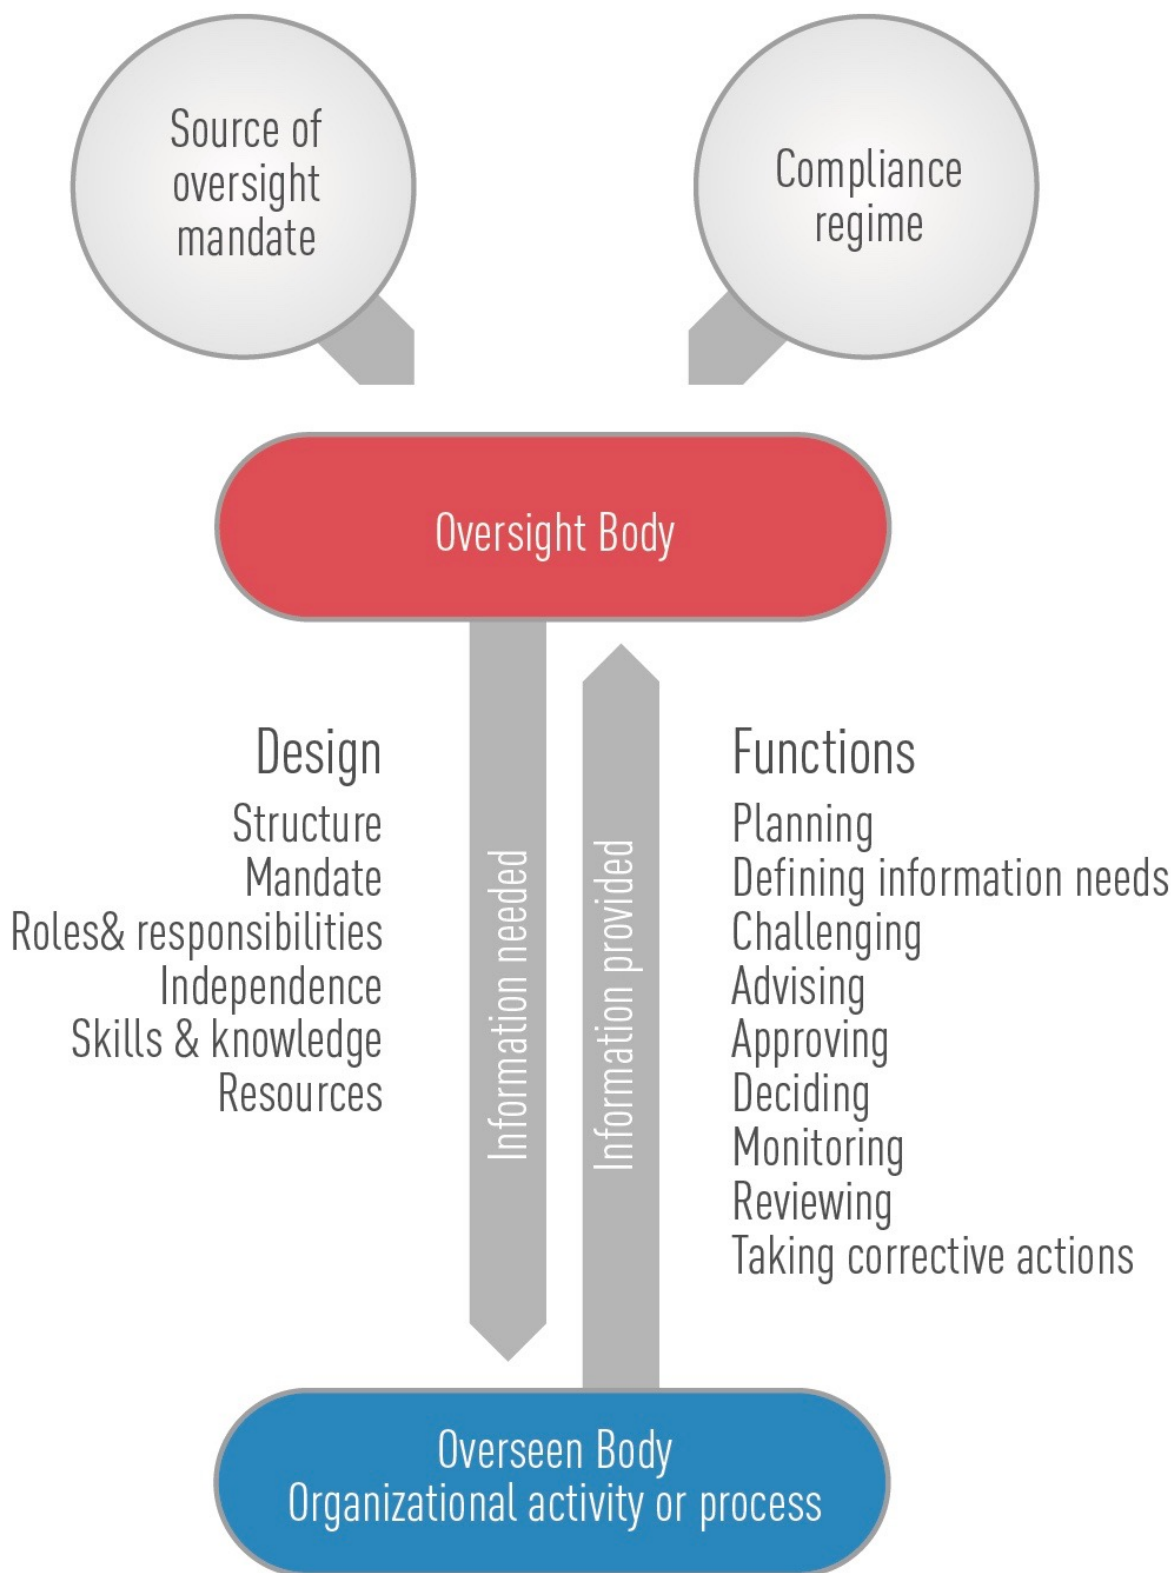 Source of
oversight
mandate
Compliance
regime
Oversight Body
Design
Structure
Mandate
Roles& responsibilities
Independence
Skills & knowledge
Resources
Information needed
Information provided
Functions
Planning
Defining information needs
Challenging
Advising
Approving
Deciding
Monitoring
Reviewing
Taking corrective actions
Overseen Body
Organizational activity or process